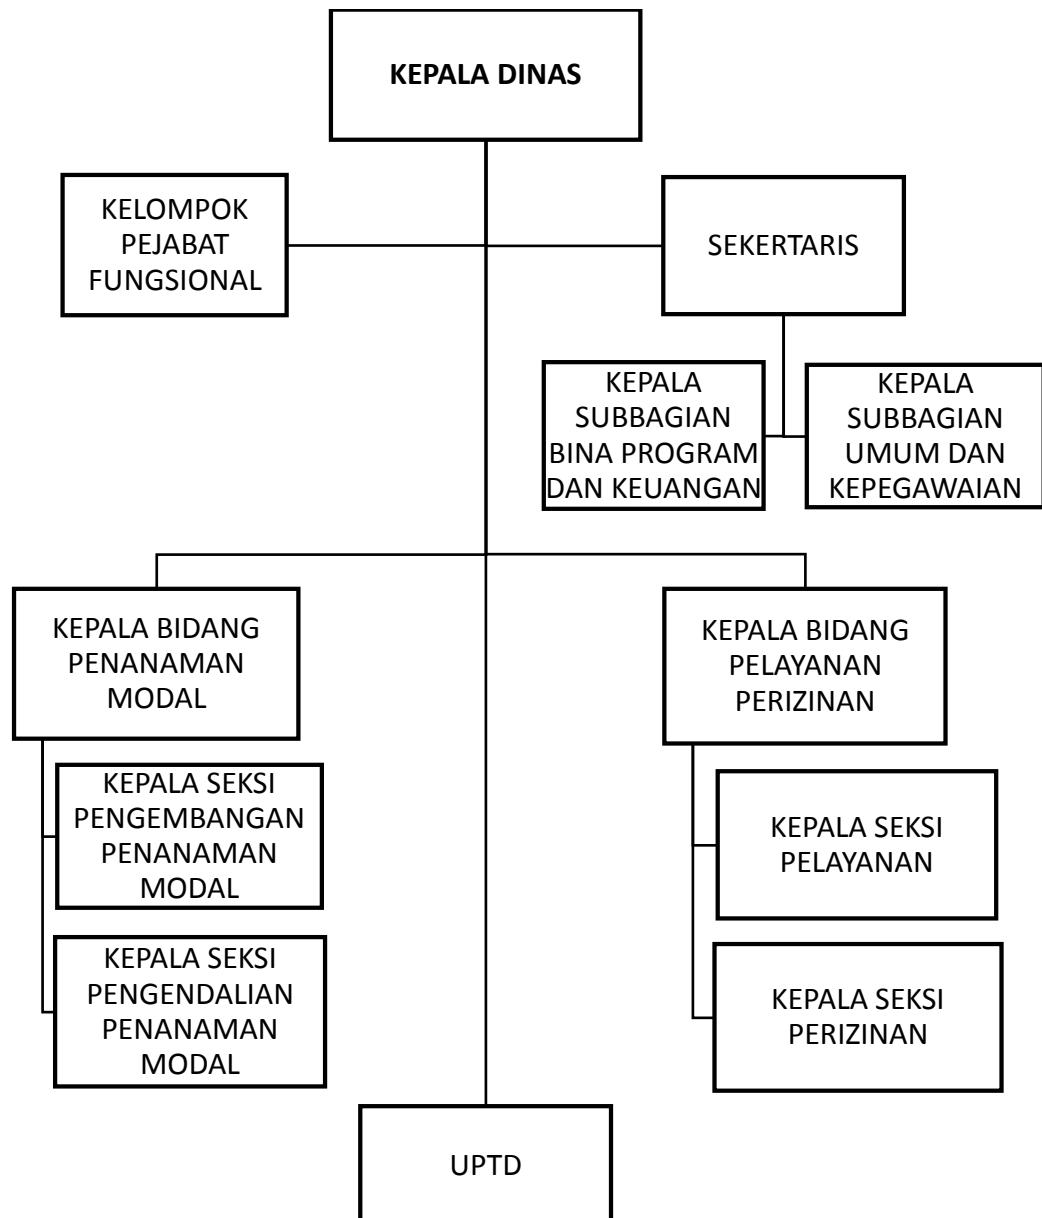 KEPALA DINAS
KELOMPOK
PEJABAT
FUNGSIONAL
SEKERTARIS
KEPALA
SUBBAGIAN
BINA PROGRAM
DAN KEUANGAN
KEPALA
SUBBAGIAN
UMUM DAN
KEPEGAWAIAN
KEPALA BIDANG
PENANAMAN
MODAL
KEPALA SEKSI
PENGEMBANGAN
PENANAMAN
MODAL
KEPALA SEKSI
PENGENDALIAN
PENANAMAN
MODAL
KEPALA BIDANG
PELAYANAN
PERIZINAN
KEPALA SEKSI
PELAYANAN
KEPALA SEKSI
PERIZINAN
UPTD